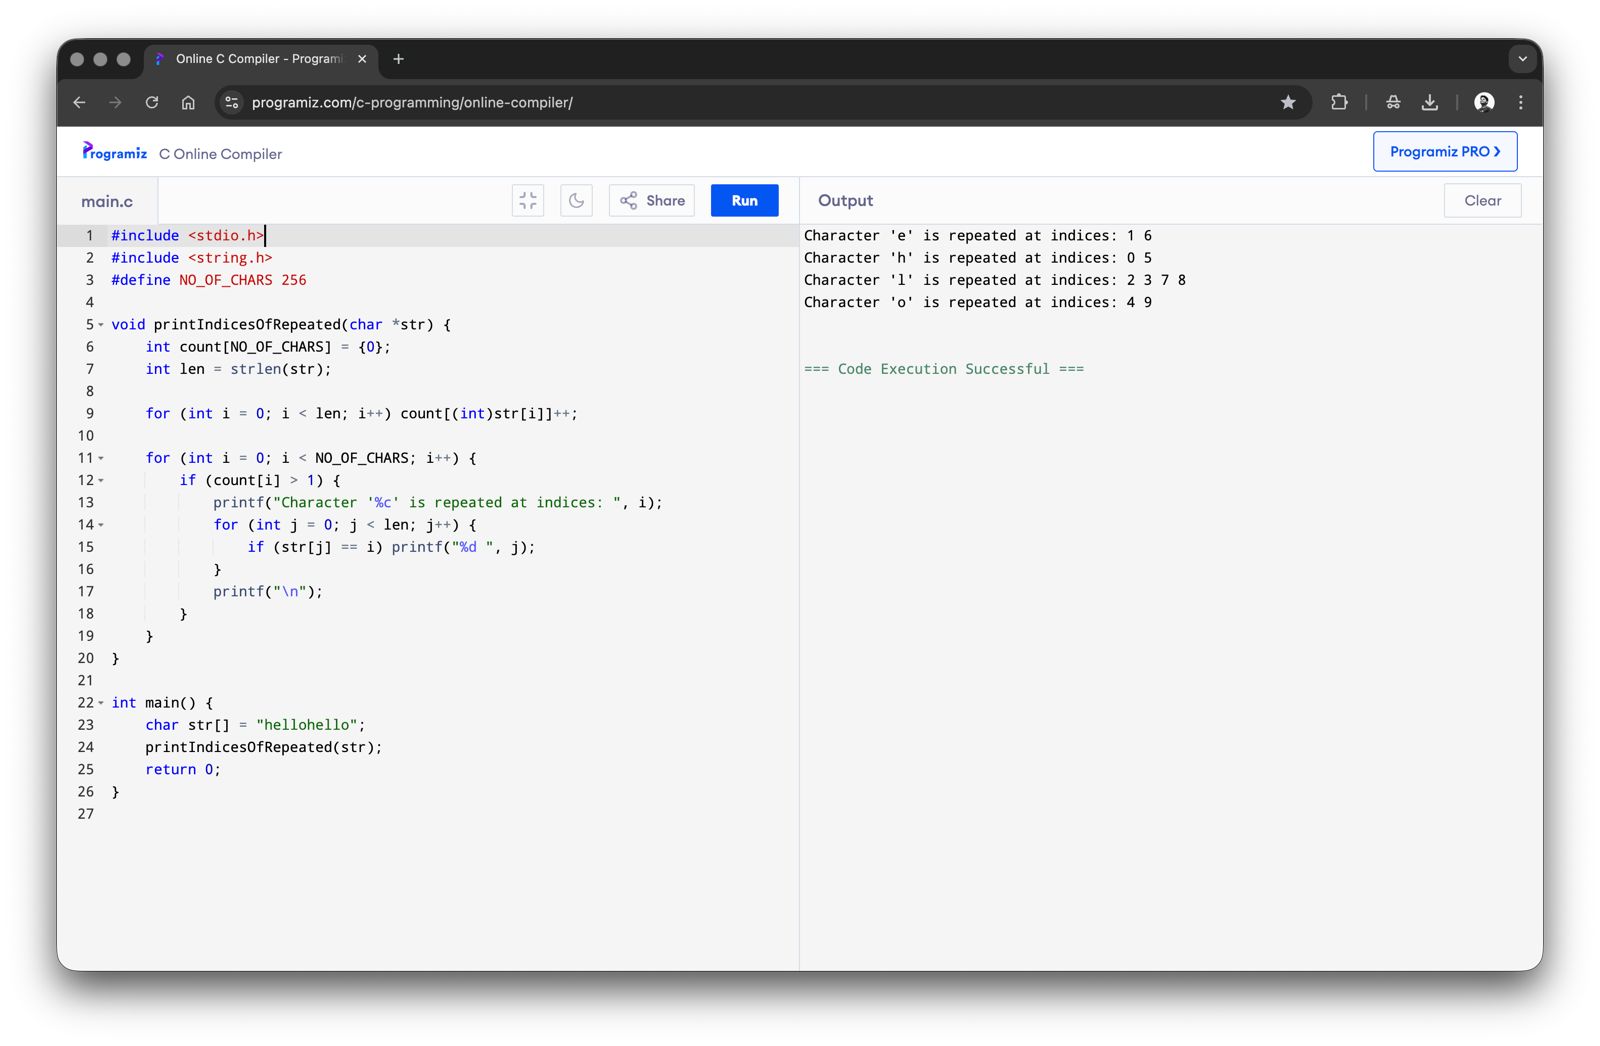 Online C Compiler - Programi
programiz.com/c-programming/online-compiler/
Programiz C Online Compiler
Programiz PRO
main.c
Share
Run
Output
Clear
1 #include <stdio.h>
2 #include <string.h>
3 #define NO_OF_CHARS 256
4
5 void printIndicesOfRepeated(char *str) {
6     int count[NO_OF_CHARS] = {0};
7     int len = strlen(str);
8
9     for (int i = 0; i < len; i++) count[(int)str[i]]++;
10
11     for (int i = 0; i < NO_OF_CHARS; i++) {
12         if (count[i] > 1) {
13             printf("Character '%c' is repeated at indices: ", i);
14             for (int j = 0; j < len; j++) {
15                 if (str[j] == i) printf("%d ", j);
16             }
17             printf("\n");
18         }
19     }
20 }
21
22 int main() {
23     char str[] = "hellohello";
24     printIndicesOfRepeated(str);
25     return 0;
26 }
27
Character 'e' is repeated at indices: 1 6
Character 'h' is repeated at indices: 0 5
Character 'l' is repeated at indices: 2 3 7 8
Character 'o' is repeated at indices: 4 9
=== Code Execution Successful ===